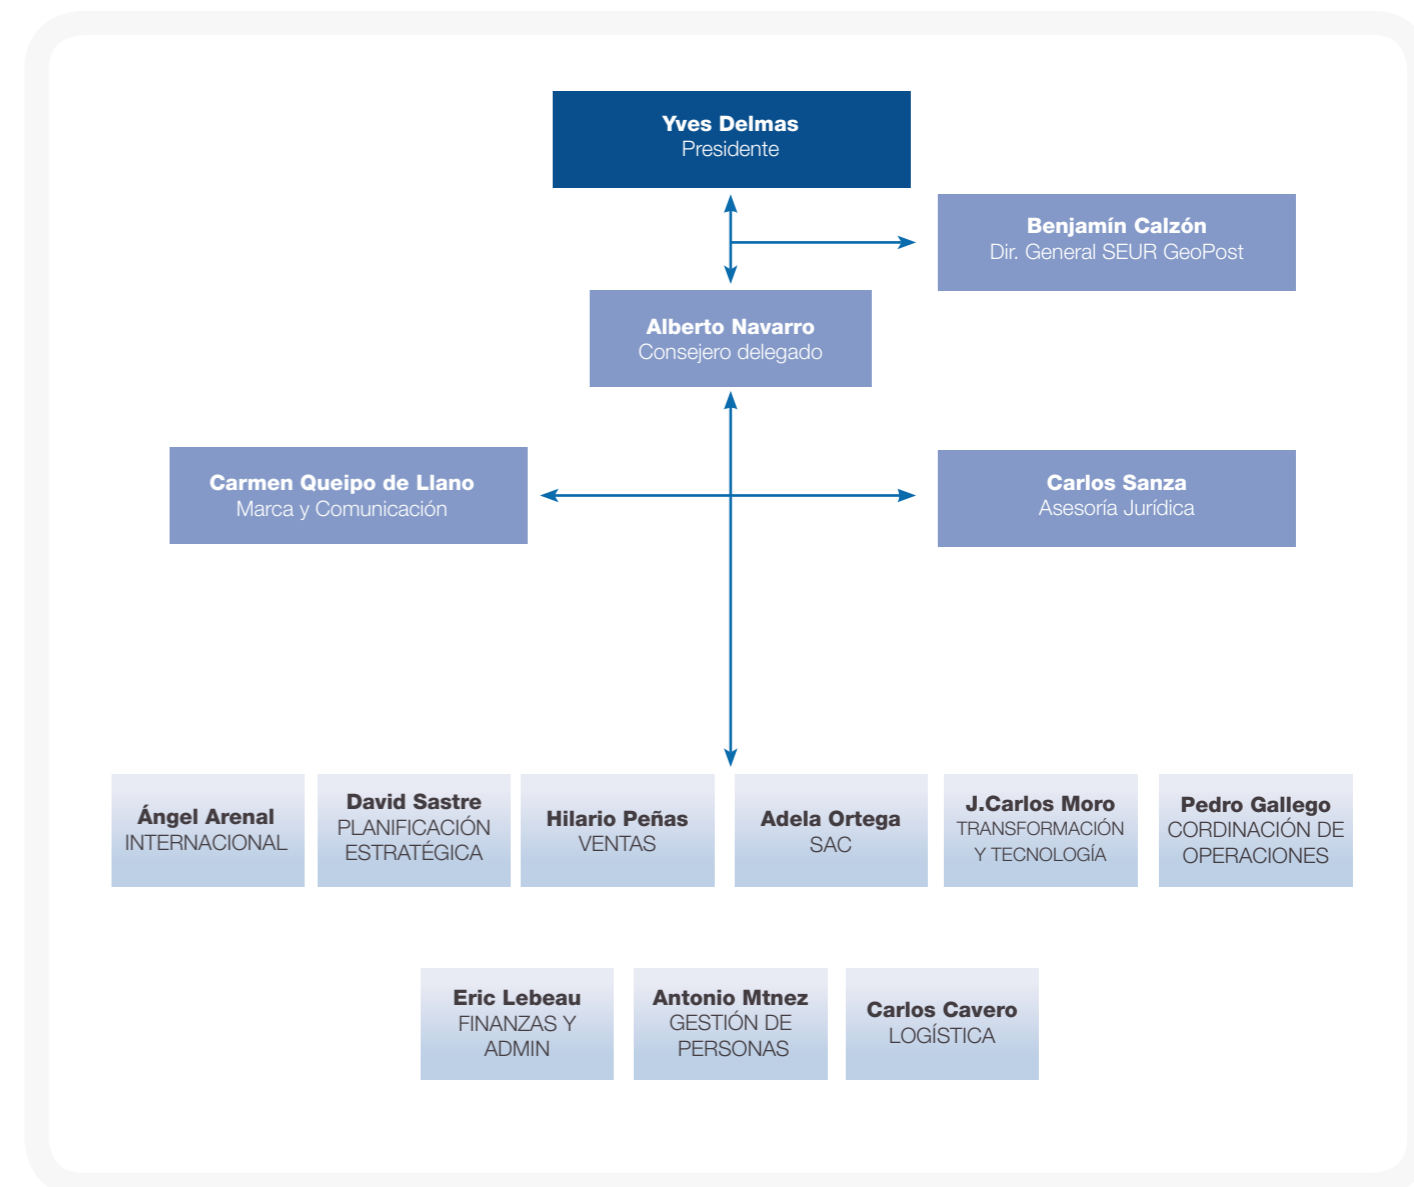 Yves Delmas
Presidente
Benjamín Calzón
Dir. General SEUR GeoPost
Alberto Navarro
Consejero delegado
Carmen Queipo de Llano
Marca y Comunicación
Carlos Sanza
Asesoría Jurídica
Ángel Arenal
INTERNACIONAL
David Sastre
PLANIFICACIÓN
ESTRATÉGICA
Hilario Peñas
VENTAS
Adela Ortega
SAC
J.Carlos Moro
TRANSFORMACIÓN
Y TECNOLOGÍA
Pedro Gallego
CORDINACIÓN DE
OPERACIONES
Eric Lebeau
FINANZAS Y
ADMIN
Antonio Mtnez
GESTIÓN DE
PERSONAS
Carlos Cavero
LOGÍSTICA